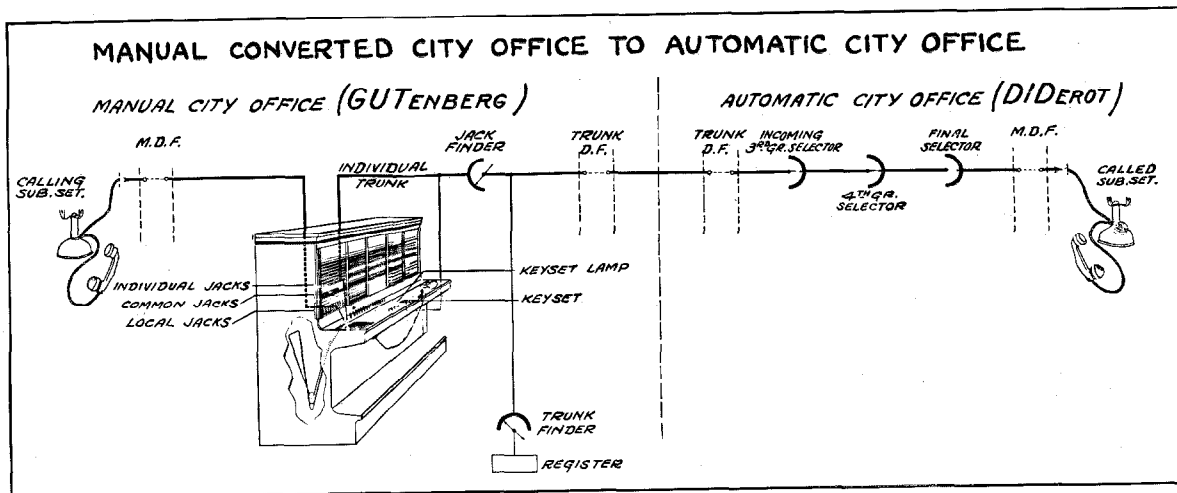 MANUAL CONVERTED CITY OFFICE TO AUTOMATIC CITY OFFICE
MANUAL CITY OFFICE (GUTENBERG)
AUTOMATIC CITY OFFICE (DIDEROT)
M.D.F.
JACK
FINDER
TRUNK
D.F.
TRUNK
D.F.
INCOMING
3RD GR. SELECTOR
FINAL
SELECTOR
M.D.F.
CALLING
SUB. SET.
INDIVIDUAL
TRUNK
4TH GR.
SELECTOR
CALLED
SUB. SET.
KEYSET LAMP
INDIVIDUAL JACKS
COMMON JACKS
KEYSET
LOCAL JACKS
TRUNK
FINDER
REGISTER